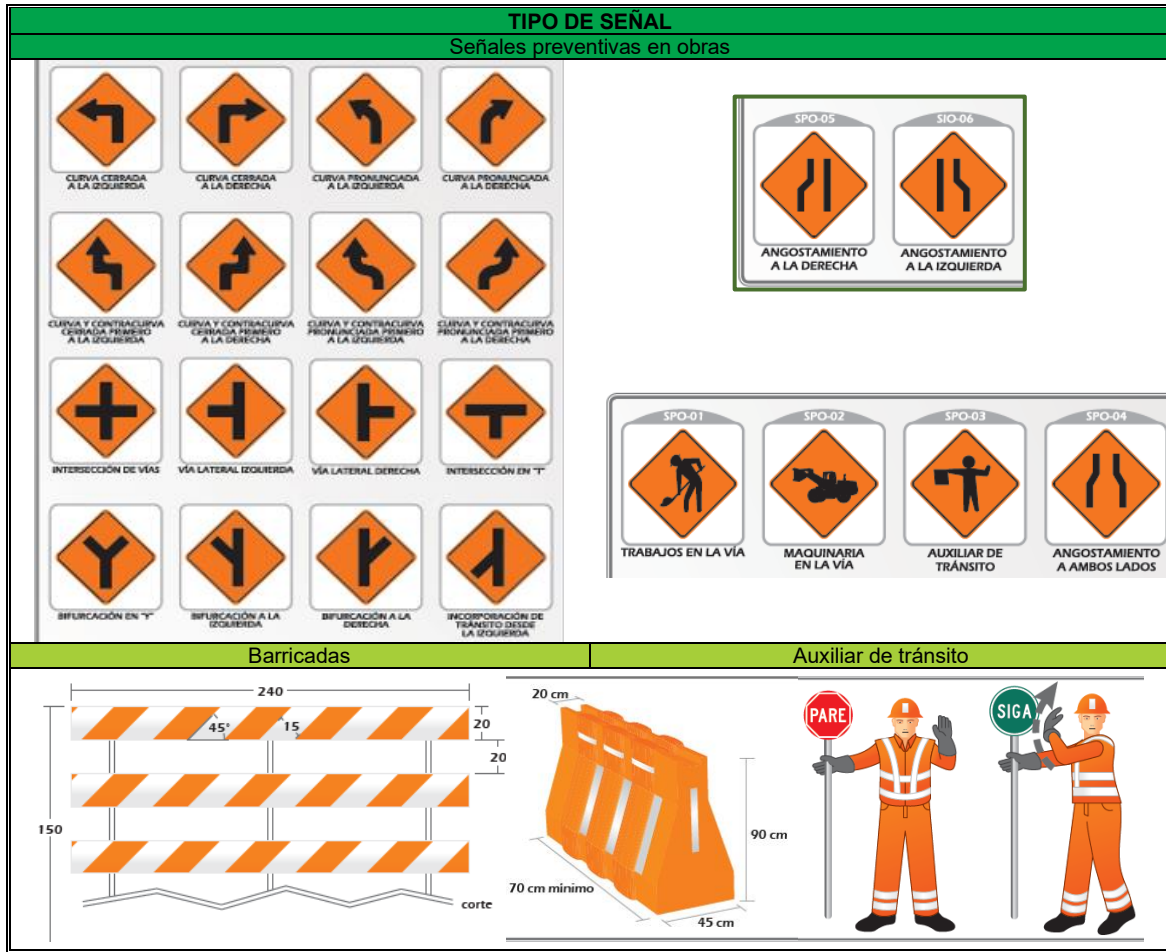 TIPO DE SEÑAL
Señales preventivas en obras
CURVA CERRADA
A LA IZQUIERDA
CURVA CERRADA
A LA DERECHA
CURVA PRONUNCIADA
A LA IZQUIERDA
CURVA PRONUNCIADA
A LA DERECHA
CURVA Y CONTRACURVA
CERRADA PRIMERO
A LA IZQUIERDA
CURVA Y CONTRACURVA
CERRADA PRIMERO
A LA DERECHA
CURVA Y CONTRACURVA
PRONUNCIADA PRIMERO
A LA IZQUIERDA
CURVA Y CONTRACURVA
PRONUNCIADA PRIMERO
A LA DERECHA
INTERSECCIÓN DE VÍAS
VÍA LATERAL IZQUIERDA
VÍA LATERAL DERECHA
INTERSECCIÓN EN "T"
BIFURCACIÓN EN "Y"
BIFURCACIÓN A LA
IZQUIERDA
BIFURCACIÓN A LA
DERECHA
INCORPORACIÓN DE
TRÁNSITO DESDE
LA IZQUIERDA
SPO-05
ANGOSTAMIENTO
A LA DERECHA
SIO-06
ANGOSTAMIENTO
A LA IZQUIERDA
SPO-01
TRABAJOS EN LA VÍA
SPO-02
MAQUINARIA
EN LA VÍA
SPO-03
AUXILIAR DE
TRÁNSITO
SPO-04
ANGOSTAMIENTO
A AMBOS LADOS
Barricadas
240
45°
15
20
20
150
corte
20 cm
90 cm
70 cm mínimo
45 cm
Auxiliar de tránsito
PARE
SIGA